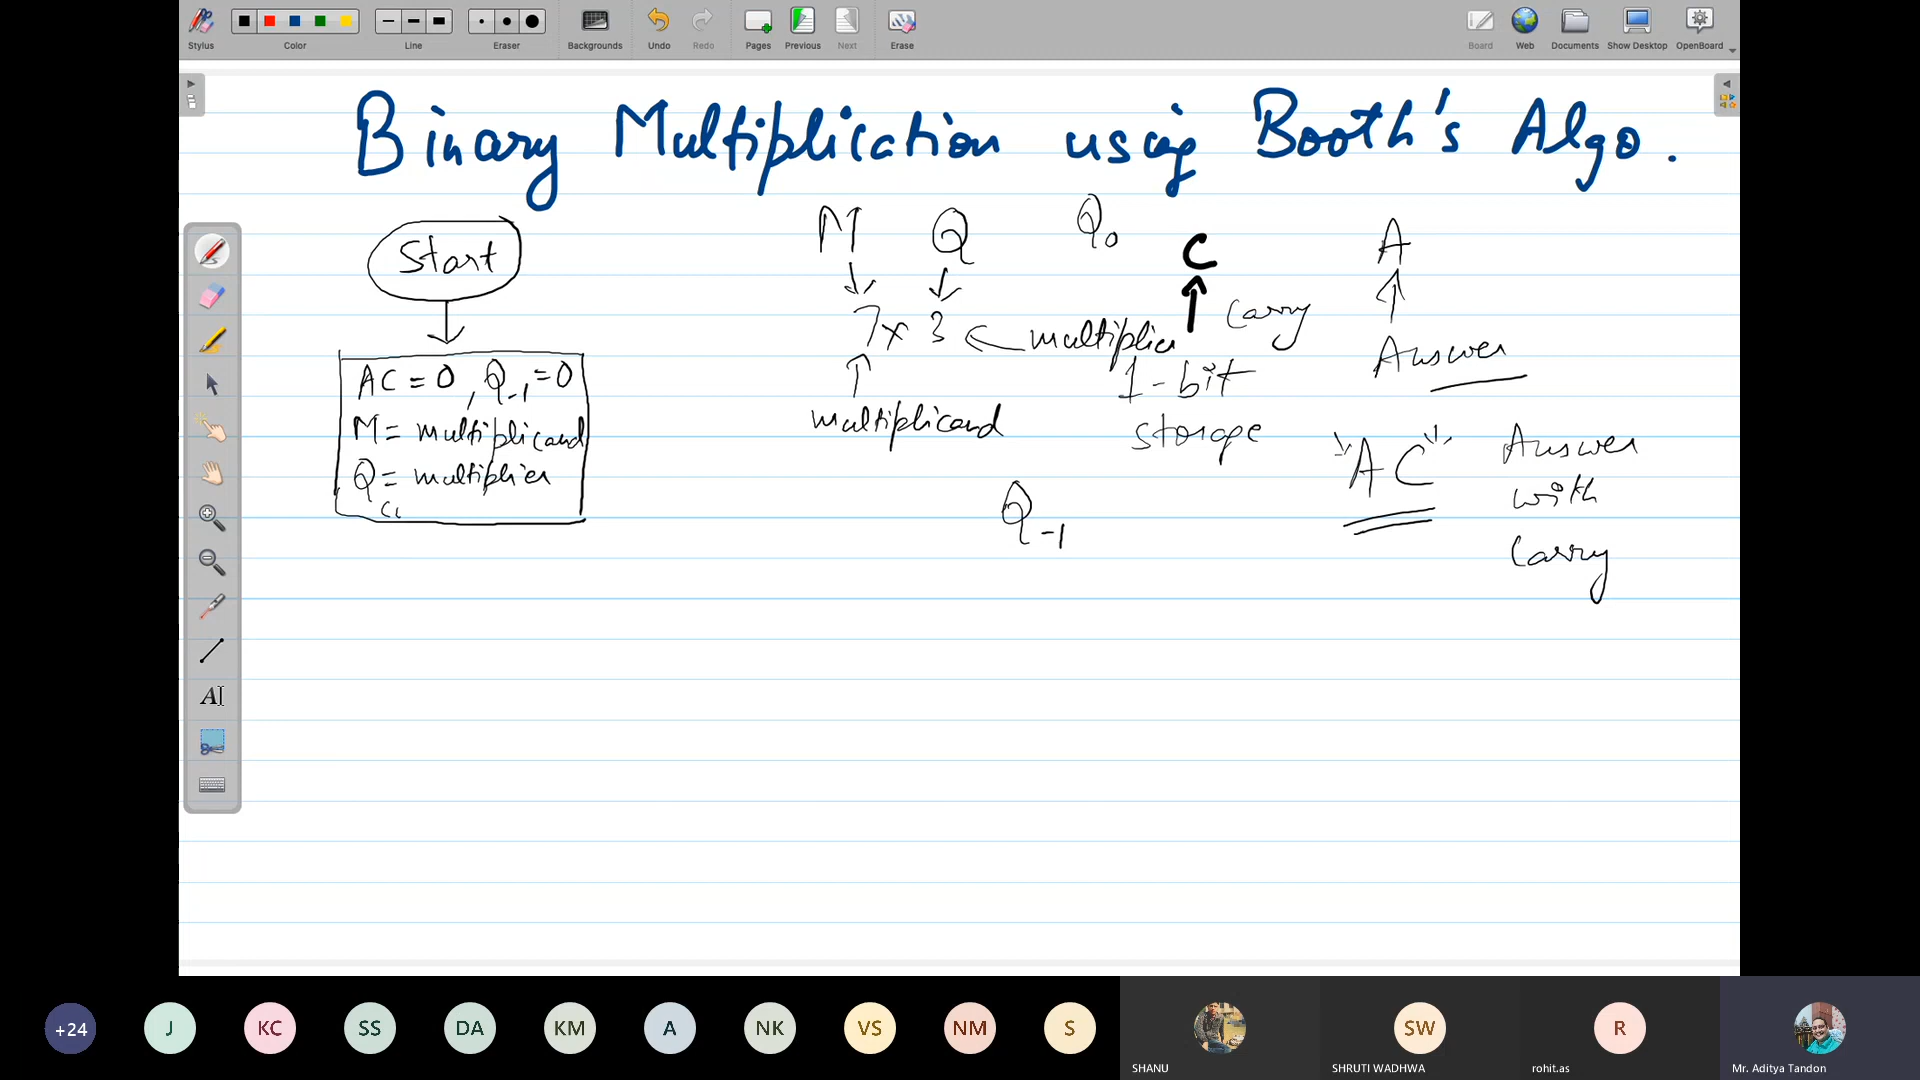 Stylus
Color
Line
Eraser
Backgrounds
Undo
Redo
Pages
Previous
Next
Erase
Board
Web
Documents
Show Desktop
OpenBoard
Binary Multiplication using Booth's Algo.
Start
AC = 0, Q-1 = 0
M = multiplicand
Q = multiplier
M Q Q0 C A
7 x 3 multiplier
carry
Answer
multiplicand
1-bit
storage
"AC" Answer
with
carry
Q-1
A
+24
J
KC
SS
DA
KM
A
NK
VS
NM
S
SHANU
SW
SHRUTI WADHWA
R
rohit.as
Mr. Aditya Tandon